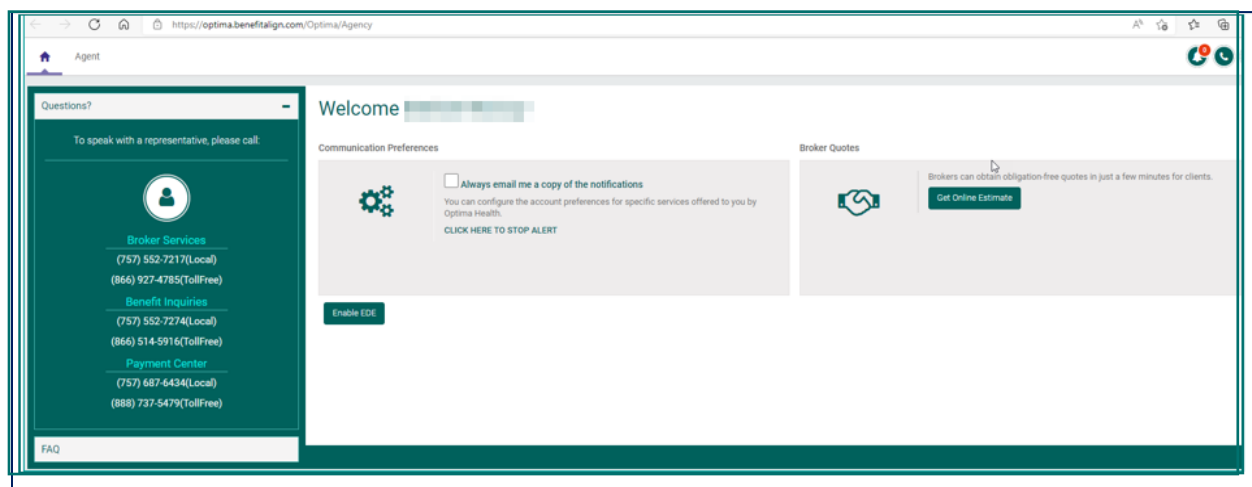 https://optima.benefitalign.com/Optima/Agency
Agent
Questions?
To speak with a representative, please call:
Broker Services
(757) 552-7217(Local)
(866) 927-4785(TollFree)
Benefit Inquiries
(757) 552-7274(Local)
(866) 514-5916(TollFree)
Payment Center
(757) 687-6434(Local)
(888) 737-5479(TollFree)
FAQ
Welcome
Communication Preferences
Always email me a copy of the notifications
You can configure the account preferences for specific services offered to you by
Optima Health.
CLICK HERE TO STOP ALERT
Enable EDE
Broker Quotes
Brokers can obtain obligation-free quotes in just a few minutes for clients.
Get Online Estimate